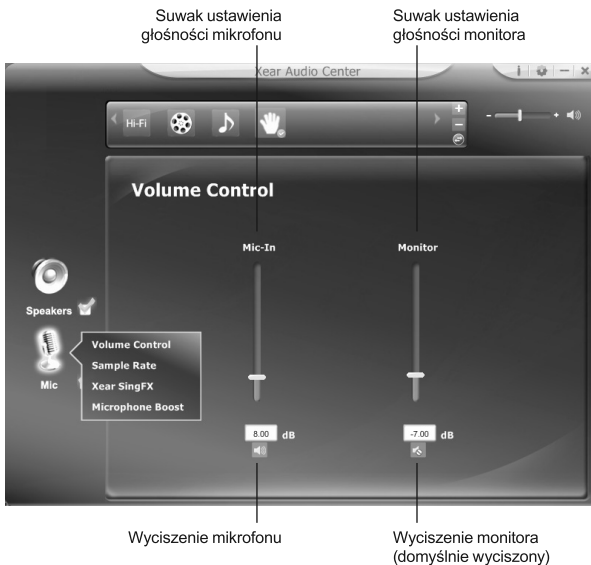 Suwak ustawienia
głośności mikrofonu
Suwak ustawienia
głośności monitora
Xear Audio Center
Hi-Fi
Volume Control
Mic-In
Monitor
Speakers
Mic
Volume Control
Sample Rate
Xear SingFX
Microphone Boost
8.00 dB
-7.00 dB
Wyciszenie mikrofonu
Wyciszenie monitora
(domyślnie wyciszony)